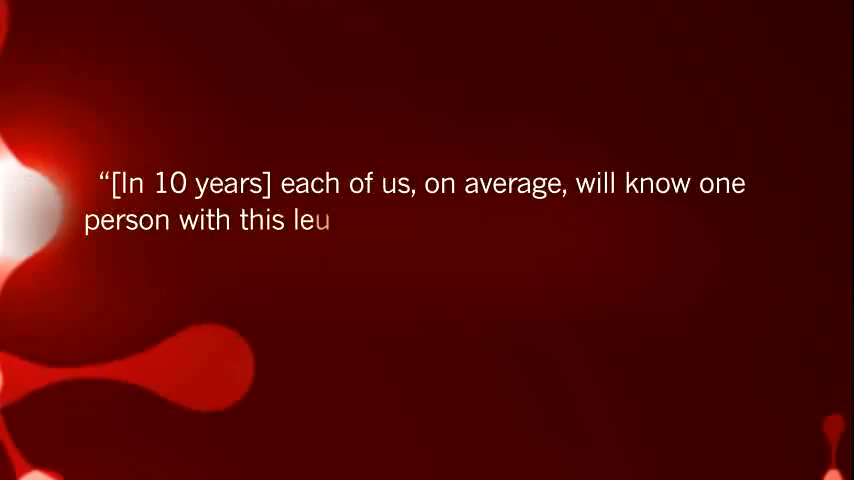 “[In 10 years] each of us, on average, will know one
person with this leu